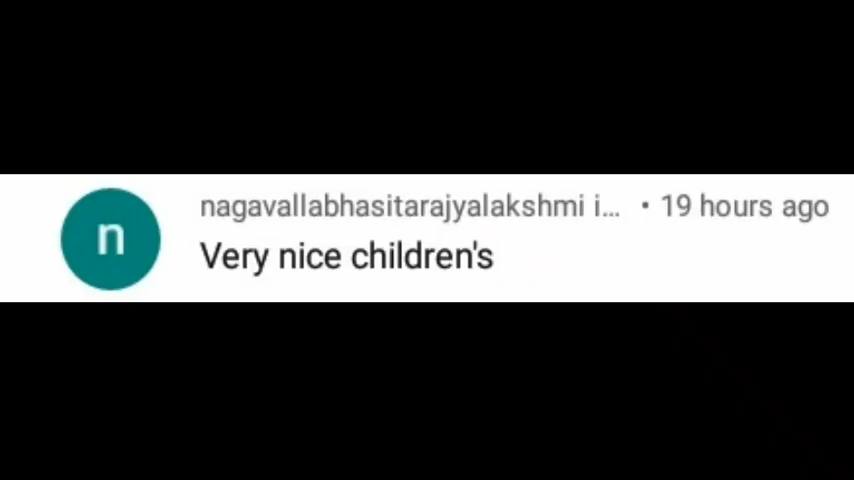 n
nagavallabhasitarajyalakshmi i... • 19 hours ago
Very nice children's